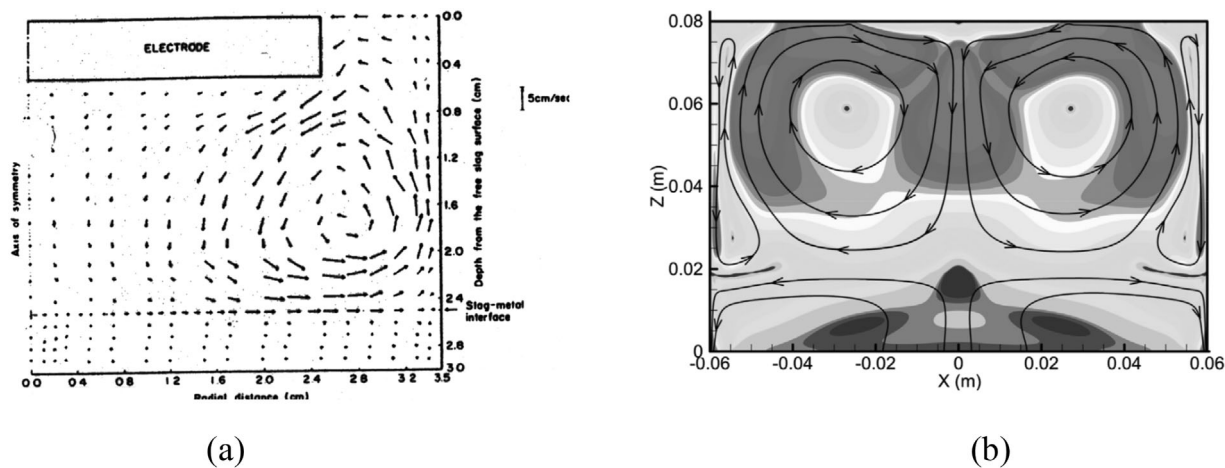 ELECTRODE
0.0
0.4
0.8
1.2
1.6
2.0
2.4
2.8
3.0
Depth from the free slag surface (cm)
5cm/sec
Axis of symmetry
Slag-metal
interface
0.0 0.4 0.8 1.2 1.6 2.0 2.4 2.8 3.2 3.5
Radial distance (cm)
(a)
0.08
0.06
0.04
0.02
0
Z (m)
-0.06 -0.04 -0.02 0 0.02 0.04 0.06
X (m)
(b)